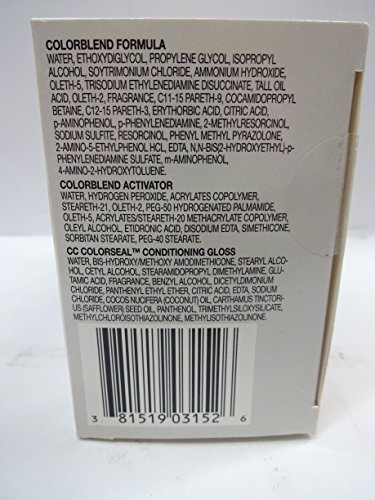 COLORBLEND FORMULA
WATER, ETHOXYDIGLYCOL, PROPYLENE GLYCOL, ISOPROPYL
ALCOHOL, SOYTRIMONIUM CHLORIDE, AMMONIUM HYDROXIDE,
OLETH-5, TRISODIUM ETHYLENEDIAMINE DISUCCINATE, TALL OIL
ACID, OLETH-2, FRAGRANCE, C11-15 PARETH-9, COCAMIDOPROPYL
BETAINE, C12-15 PARETH-3, ERYTHORBIC ACID, CITRIC ACID,
p-AMINOPHENOL, p-PHENYLENEDIAMINE, 2-METHYLRESORCINOL,
SODIUM SULFITE, RESORCINOL, PHENYL METHYL PYRAZOLONE,
2-AMINO-5-ETHYLPHENOL HCL, EDTA, N,N-BIS(2-HYDROXYETHYL)-p-
PHENYLENEDIAMINE SULFATE, m-AMINOPHENOL,
4-AMINO-2-HYDROXYTOLUENE.
COLORBLEND ACTIVATOR
WATER, HYDROGEN PEROXIDE, ACRYLATES COPOLYMER,
STEARETH-21, OLETH-2, PEG-50 HYDROGENATED PALMAMIDE,
OLETH-5, ACRYLATES/STEARETH-20 METHACRYLATE COPOLYMER,
OLEYL ALCOHOL, ETIDRONIC ACID, DISODIUM EDTA, SIMETHICONE,
SORBITAN STEARATE, PEG-40 STEARATE.
CC COLORSEAL™ CONDITIONING GLOSS
WATER, BIS-HYDROXY/METHOXY AMODIMETHICONE, STEARYL ALCO-
HOL, CETYL ALCOHOL, STEARAMIDOPROPYL DIMETHYLAMINE, GLU-
TAMIC ACID, FRAGRANCE, BENZYL ALCOHOL, DICETYLDIMONIUM
CHLORIDE, PANTHENYL ETHYL ETHER, CITRIC ACID, EDTA, SODIUM
CHLORIDE, COCOS NUCIFERA (COCONUT) OIL, CARTHAMUS TINCTOR-
IUS (SAFFLOWER) SEED OIL, PANTHENOL, TRIMETHYLSILOXYSILICATE,
METHYLCHLOROISOTHIAZOLINONE, METHYLISOTHIAZOLINONE.
3 81519 03152 6